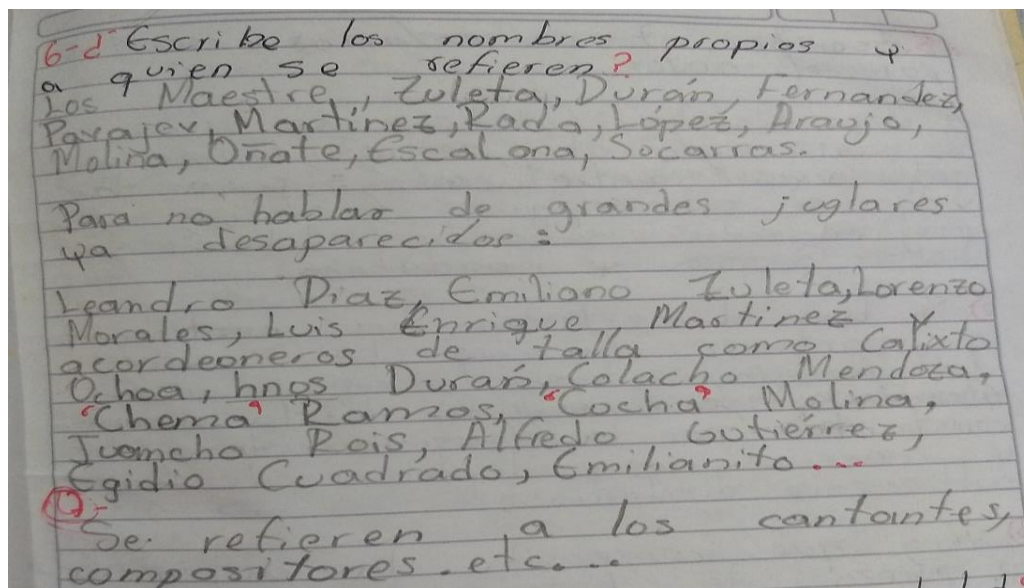 6-d Escribe los nombres propios y
a quien se refieren?
Los Maestre, Zuleta, Durán, Fernandez,
Pavajev, Martínez, Rada, López, Araujo,
Molina, Oñate, Escalona, Socarras.
Para no hablar de grandes juglares
ya desaparecidos:
Leandro Diaz, Emiliano Zuleta, Lorenzo
Morales, Luis Enrique Martinez Y
acordeoneros de talla como Calixto
Ochoa, hnos Durán, Colacho Mendoza,
"Chema" Ramos, "Cocha" Molina,
Juancho Rois, Alfredo Gutiérrez,
Egidio Cuadrado, Emilianito...
Se refieren a los cantantes,
compositores. etc....